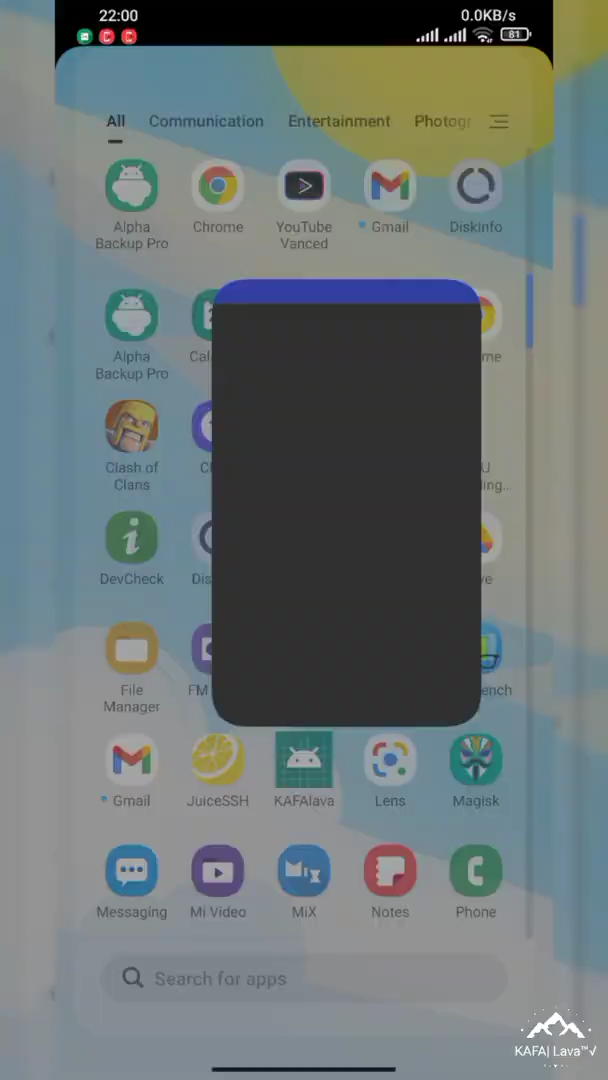 22:00 0.0KB/s
81
All Communication Entertainment Photogr
Alpha Backup Pro
Chrome
YouTube Vanced
Gmail
DiskInfo
Alpha Backup Pro
Clash of Clans
DevCheck
File Manager
FM
Gmail
JuiceSSH
KAFAlava
Lens
Magisk
Messaging
Mi Video
MiX
Notes
Phone
Search for apps
KAFA| Lava™√